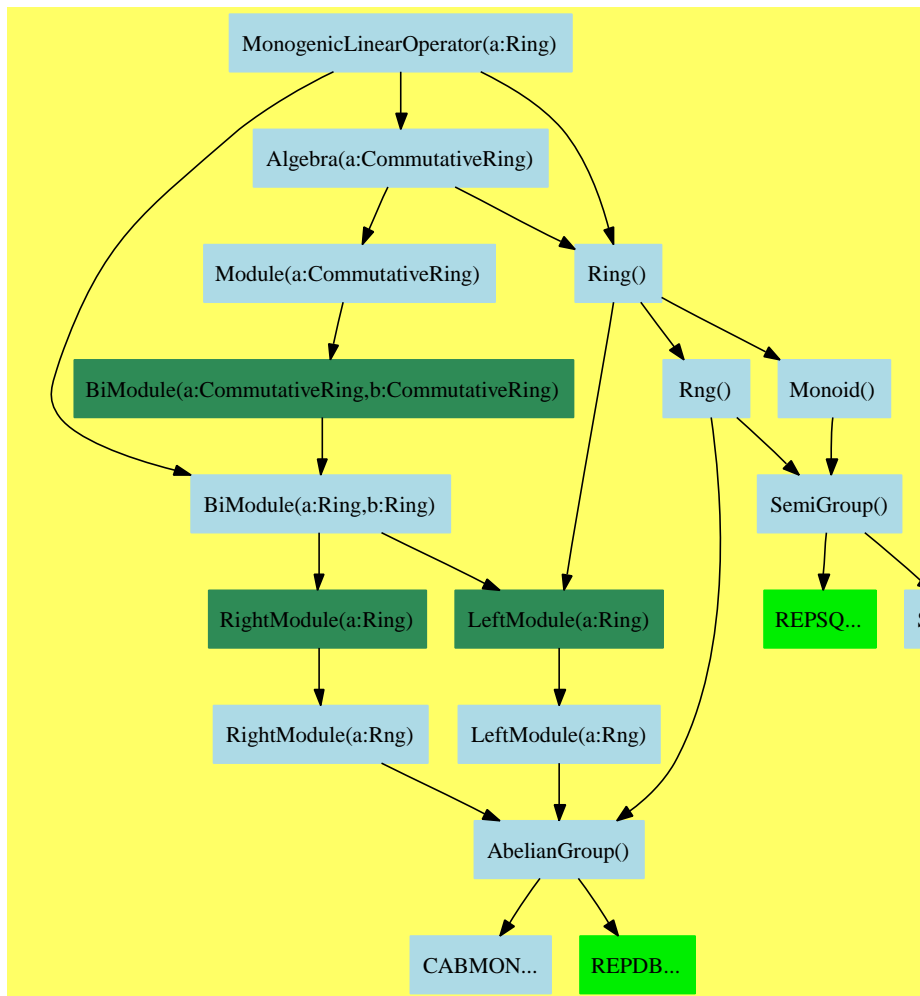 MonogenicLinearOperator(a:Ring)
Algebra(a:CommutativeRing)
Module(a:CommutativeRing)
Ring()
BiModule(a:CommutativeRing,b:CommutativeRing)
Rng()
Monoid()
BiModule(a:Ring,b:Ring)
SemiGroup()
RightModule(a:Ring)
LeftModule(a:Ring)
REPSQ...
RightModule(a:Rng)
LeftModule(a:Rng)
AbelianGroup()
CABMON...
REPDB...